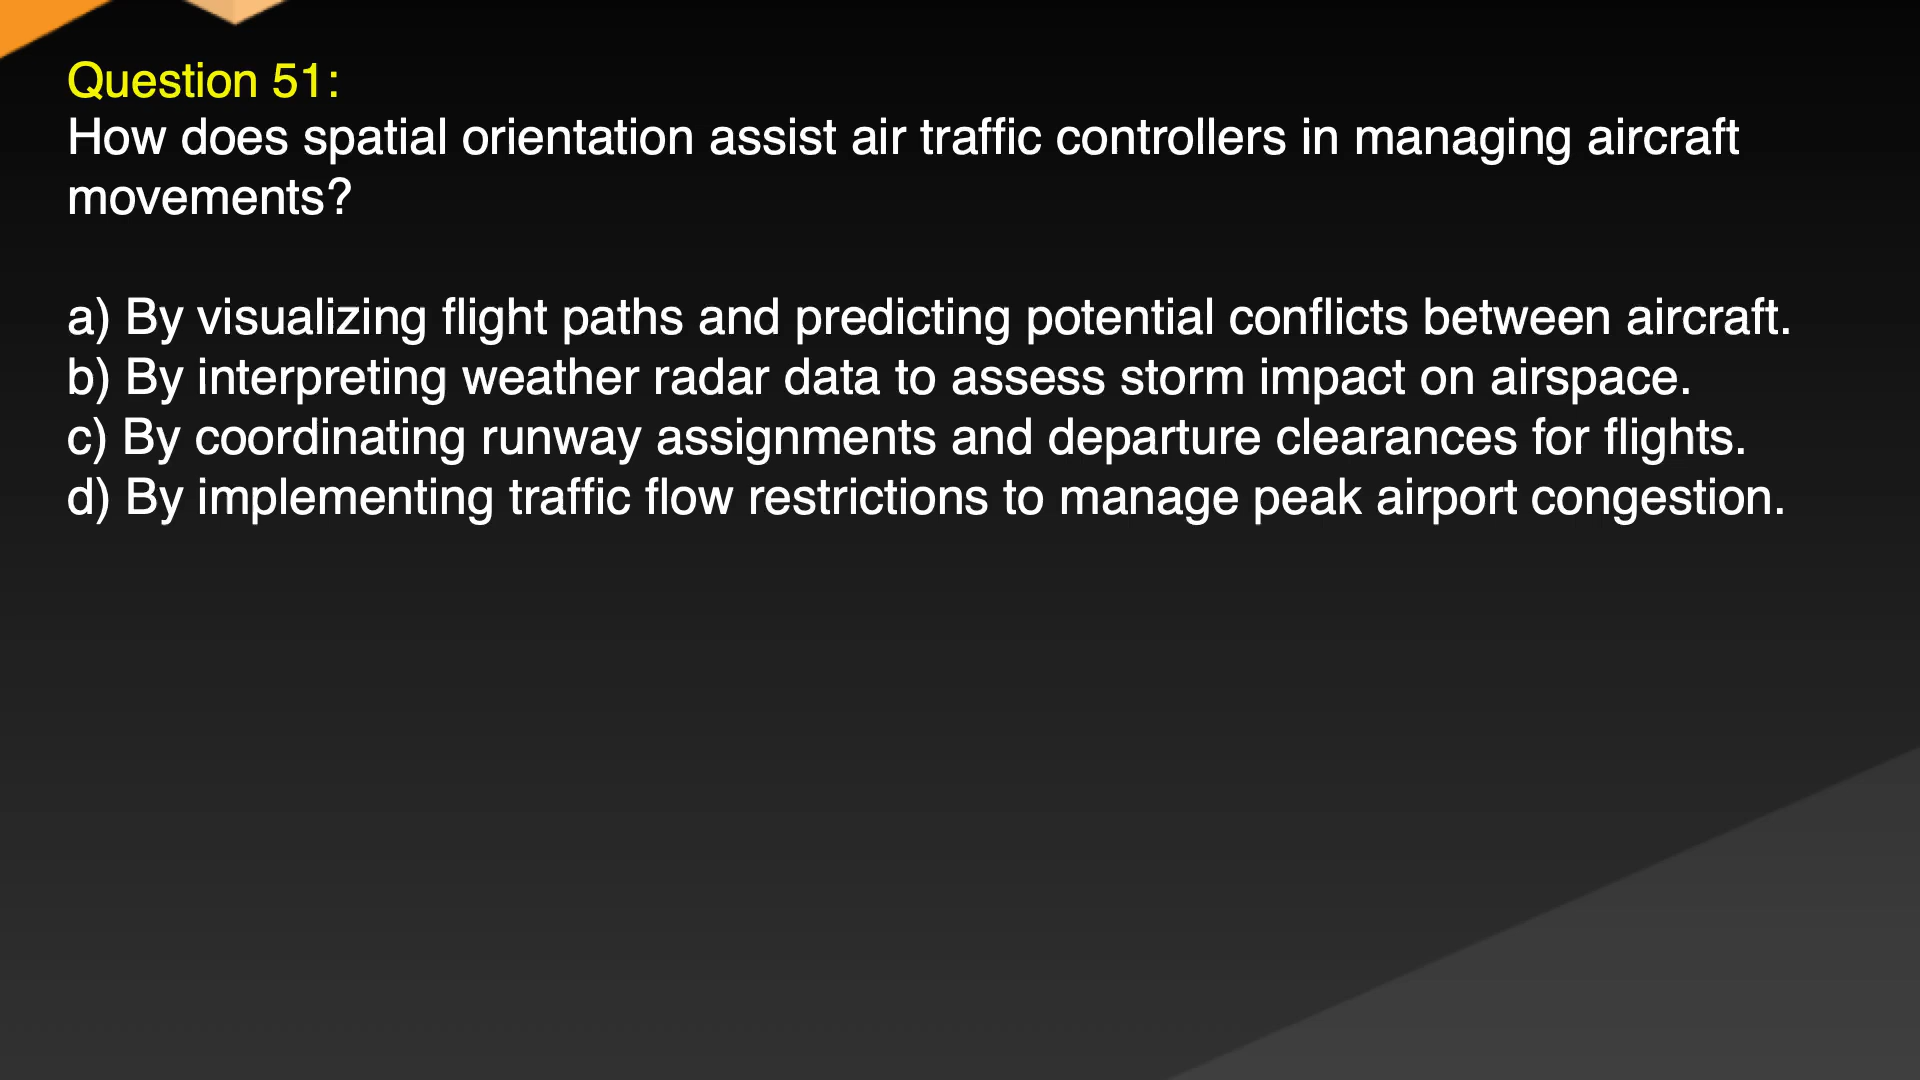 Question 51:
How does spatial orientation assist air traffic controllers in managing aircraft
movements?
a) By visualizing flight paths and predicting potential conflicts between aircraft.
b) By interpreting weather radar data to assess storm impact on airspace.
c) By coordinating runway assignments and departure clearances for flights.
d) By implementing traffic flow restrictions to manage peak airport congestion.